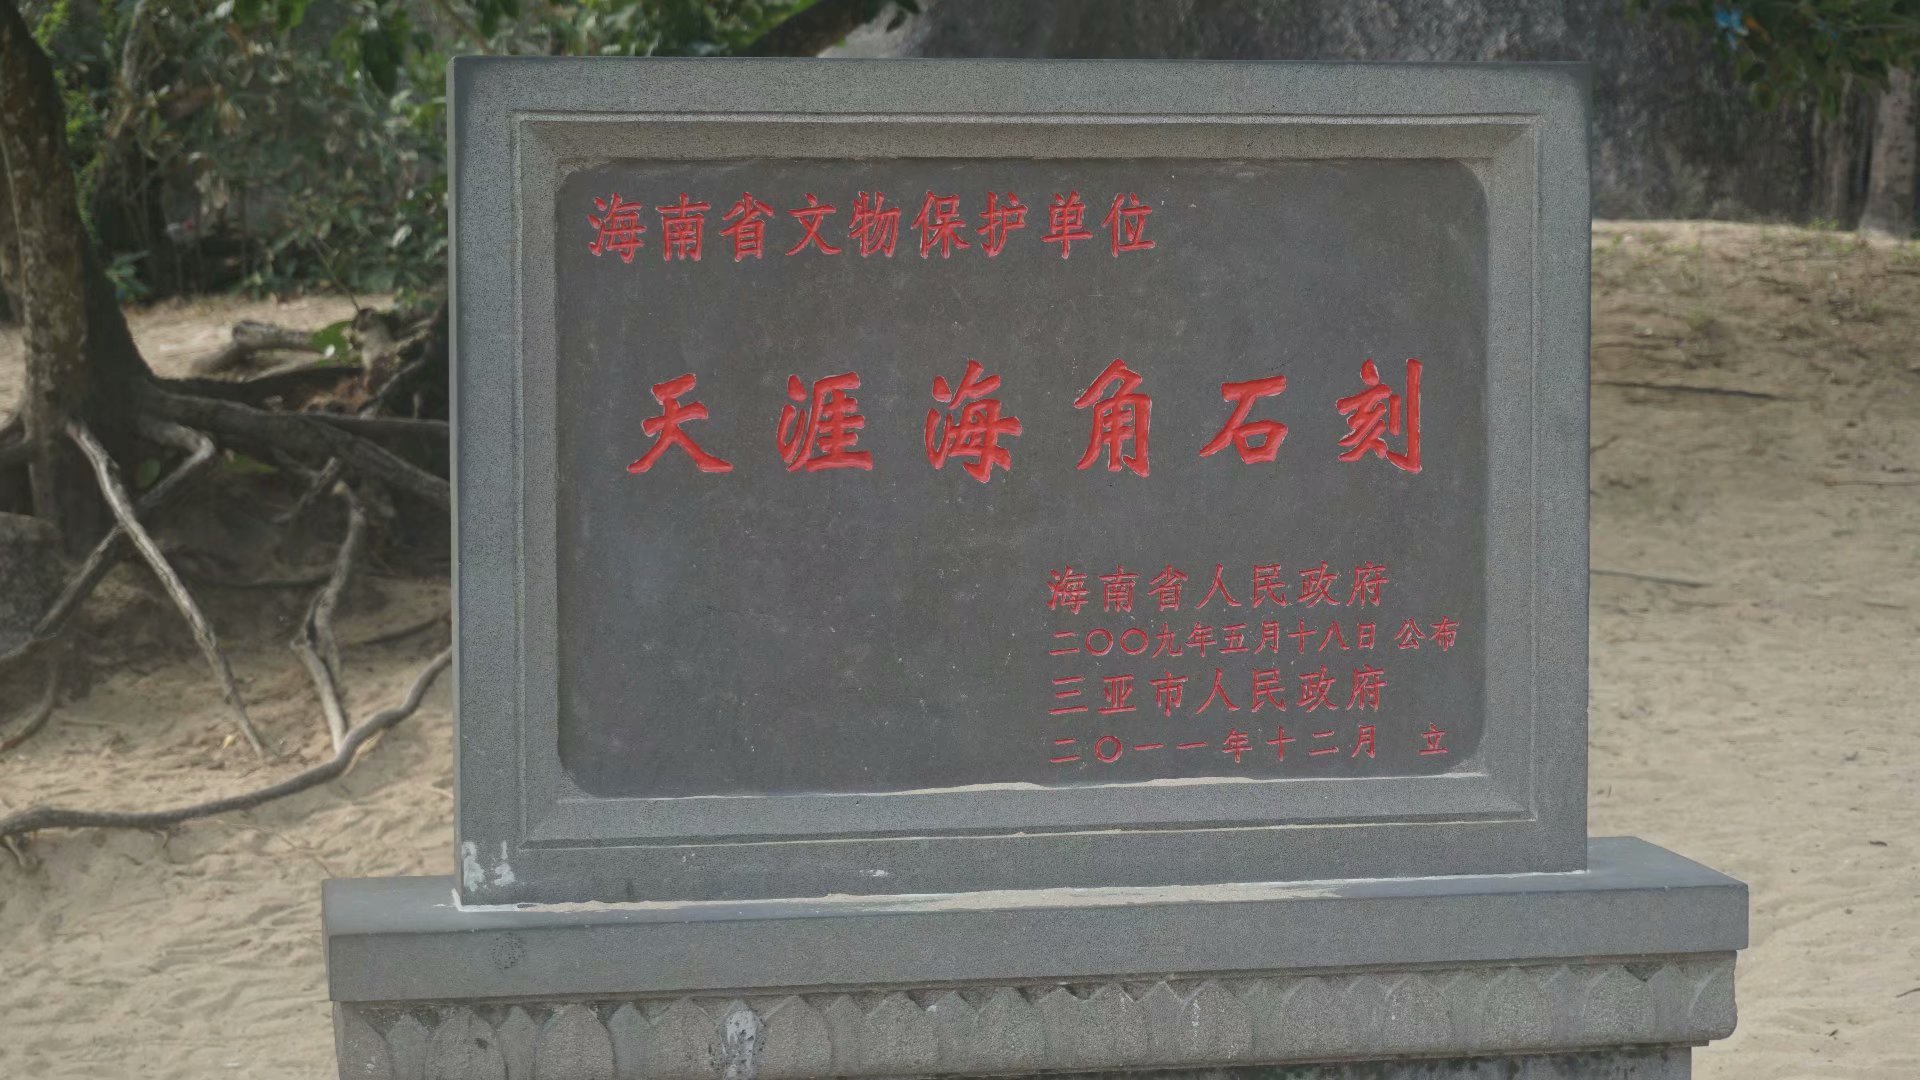 海南省文物保护单位
天涯海角石刻
海南省人民政府
二〇〇九年五月十八日 公布
三亚市人民政府
二〇一一年十二月 立